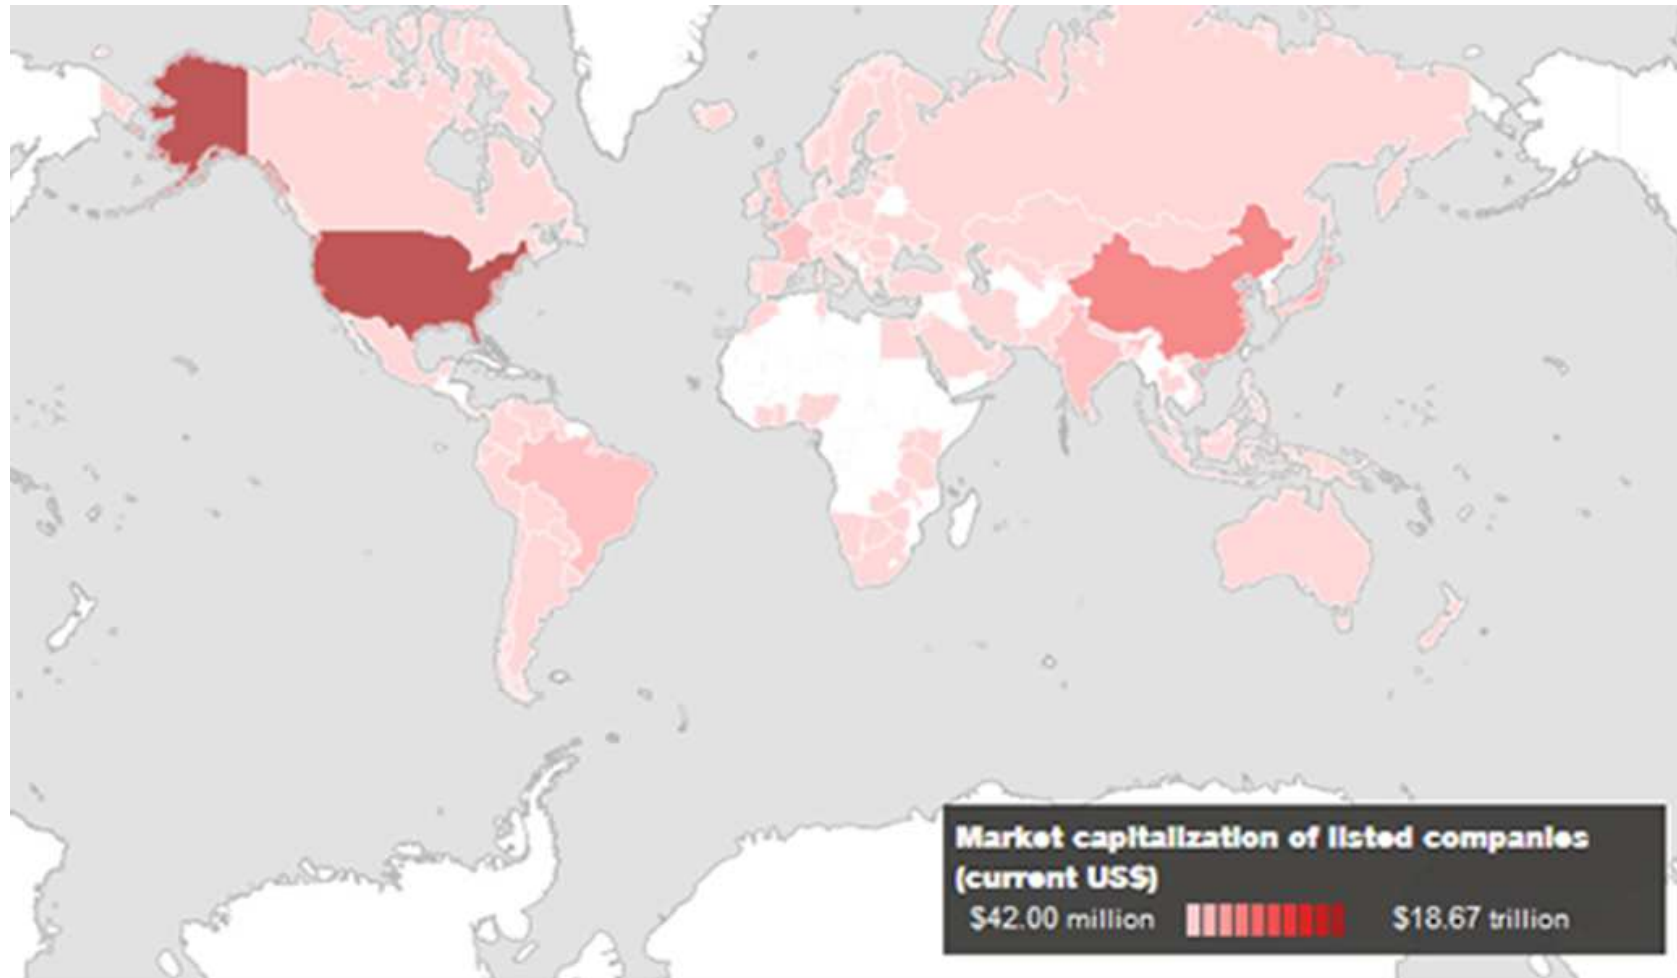 Market capitalization of listed companies
(current US$)
$42.00 million $18.67 trillion